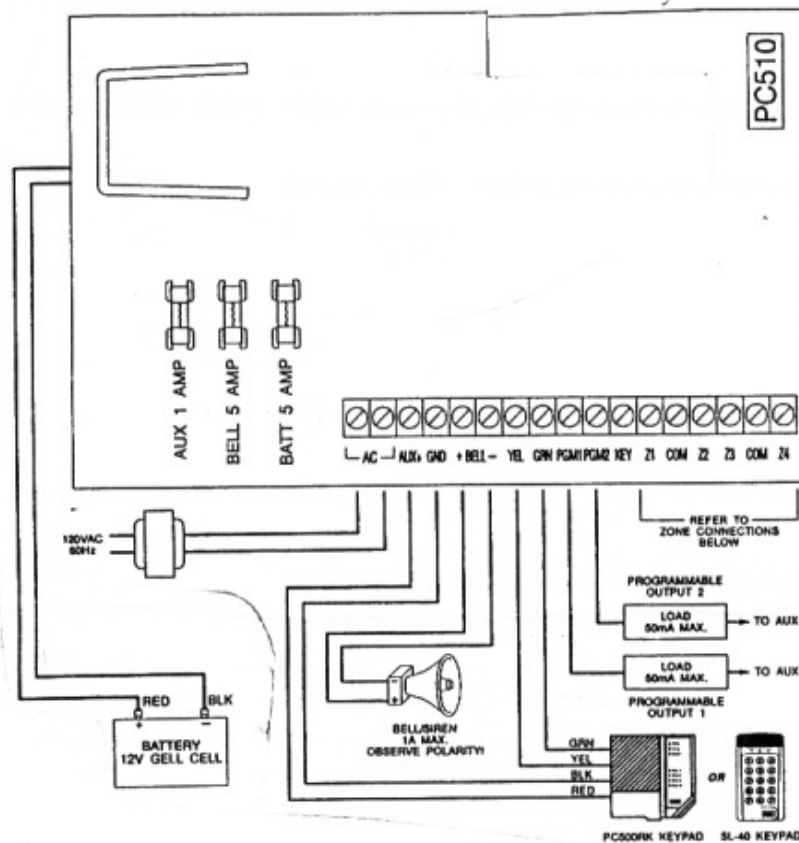 PC510
AUX 1 AMP
BELL 5 AMP
BATT 5 AMP
AC AUX+ GND + BELL - YEL GRN PGM1 PGM2 KEY Z1 COM Z2 Z3 COM Z4
120VAC
60Hz
REFER TO
ZONE CONNECTIONS
BELOW
PROGRAMMABLE
OUTPUT 2
LOAD
50mA MAX.
TO AUX
LOAD
50mA MAX.
TO AUX
PROGRAMMABLE
OUTPUT 1
RED
BLK
+
-
BATTERY
12V GELL CELL
+
BELL/SIREN
1A MAX.
OBSERVE POLARITY!
GRN
YEL
BLK
RED
OR
PC500RK KEYPAD
SL-40 KEYPAD